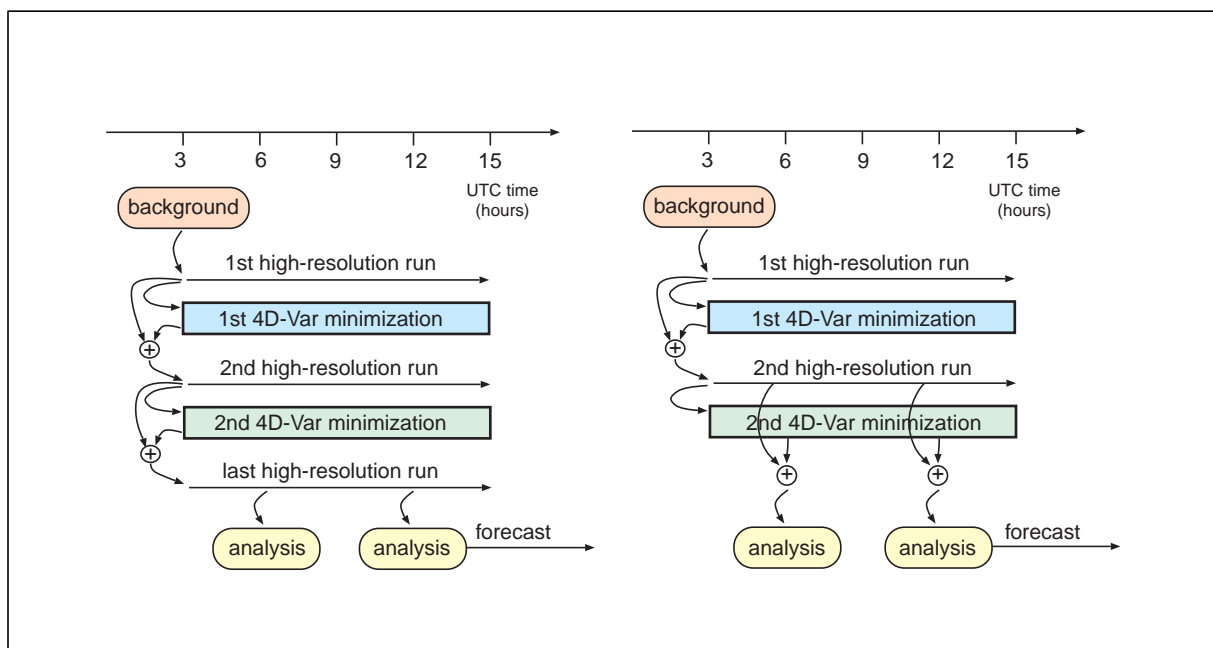 3 6 9 12 15
UTC time
(hours)
background
1st high-resolution run
1st 4D-Var minimization
+
2nd high-resolution run
2nd 4D-Var minimization
+
last high-resolution run
analysis analysis forecast
3 6 9 12 15
UTC time
(hours)
background
1st high-resolution run
1st 4D-Var minimization
+
2nd high-resolution run
2nd 4D-Var minimization
+ +
analysis analysis forecast